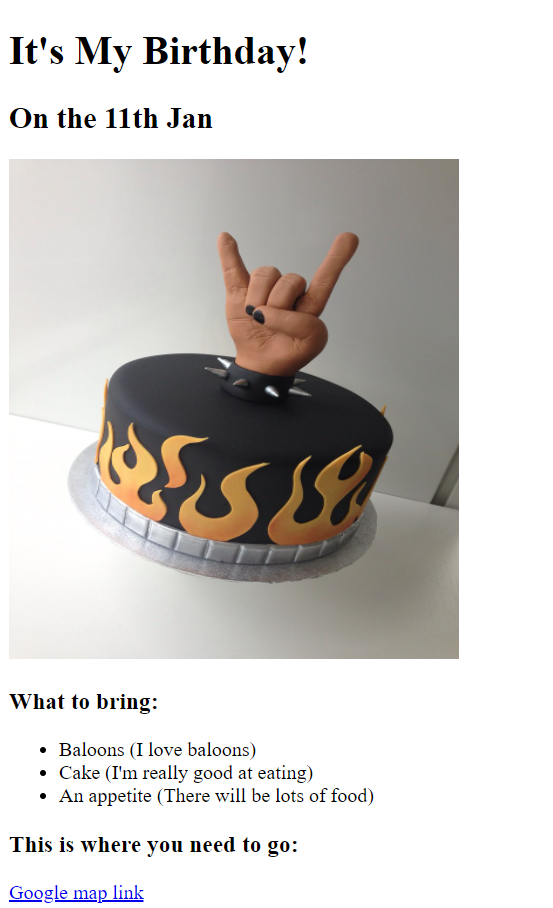 It's My Birthday!
On the 11th Jan
What to bring:
Baloons (I love baloons)
Cake (I'm really good at eating)
An appetite (There will be lots of food)
This is where you need to go:
Google map link